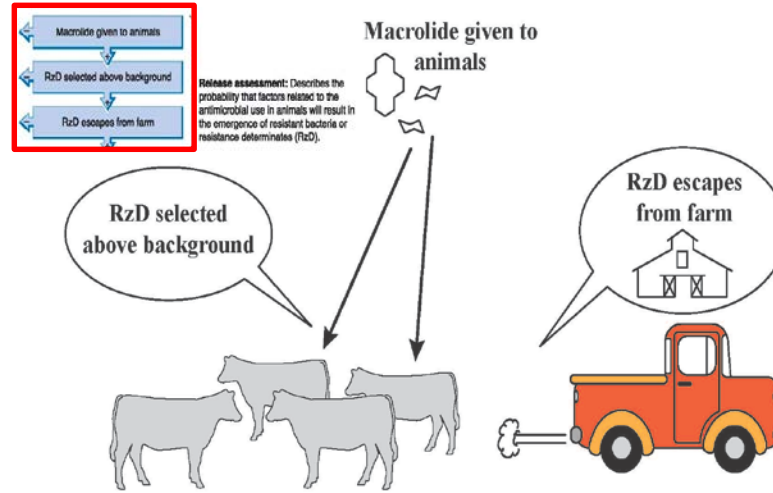 Macrolide given to animals
RzD selected above background
RzD escapes from farm
Release assessment: Describes the
probability that factors related to the
antimicrobial use in animals will result in
the emergence of resistant bacteria or
resistance determinates (RzD).
Macrolide given to
animals
RzD selected
above background
RzD escapes
from farm